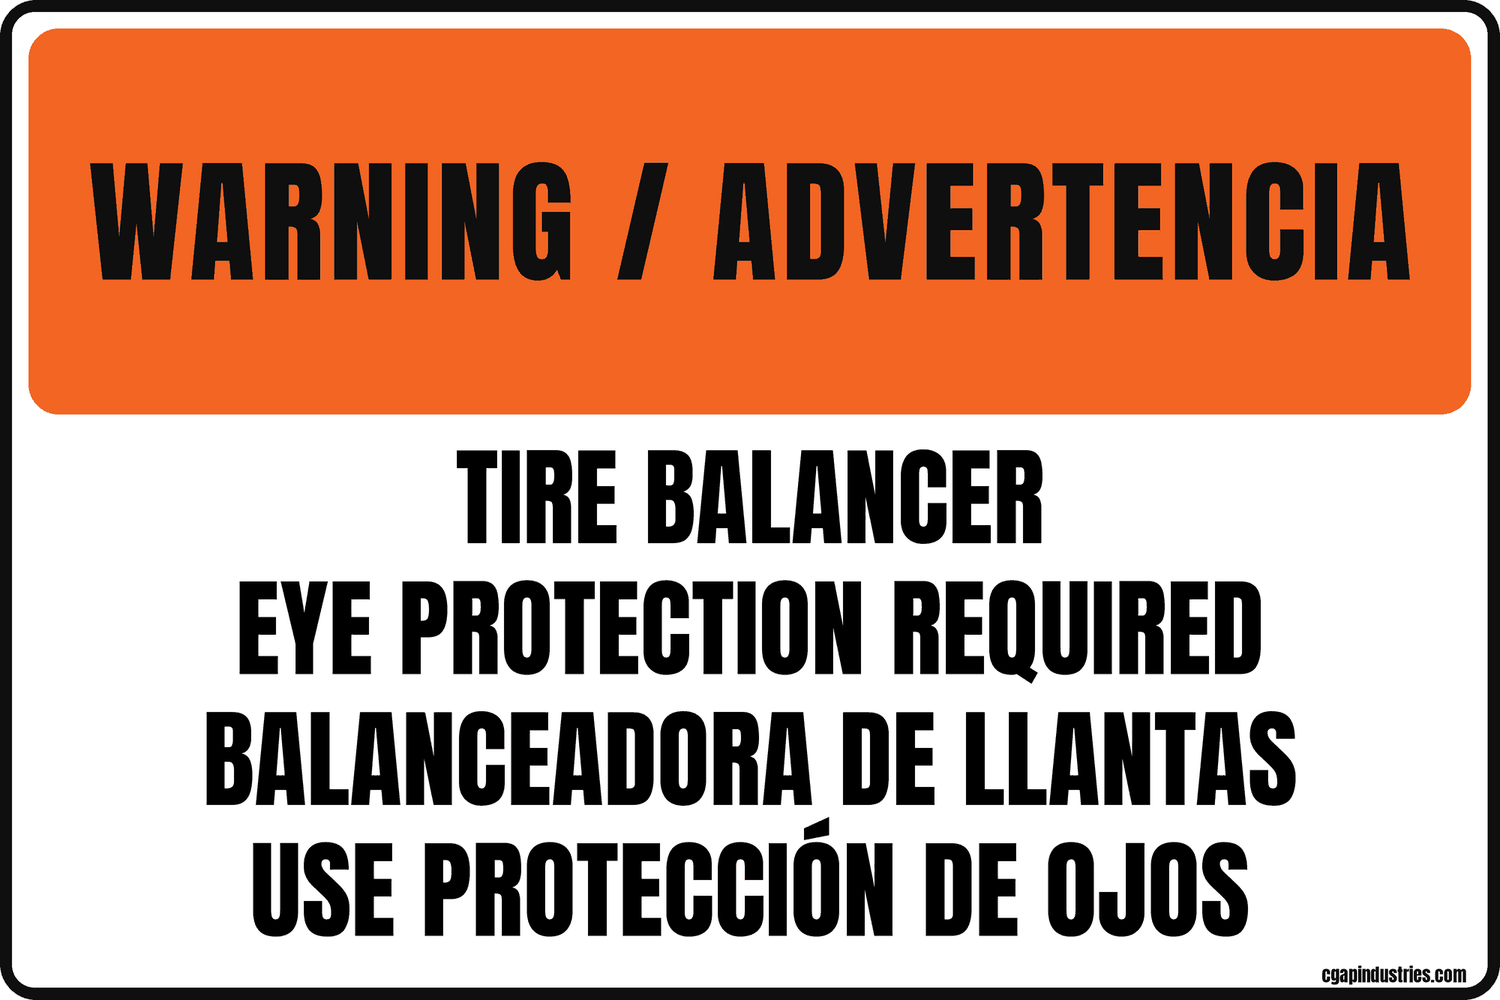 WARNING / ADVERTENCIA
TIRE BALANCER
EYE PROTECTION REQUIRED
BALANCEADORA DE LLANTAS
USE PROTECCIÓN DE OJOS
cgapindustries.com